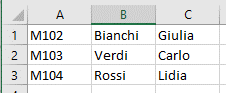 A B C
1 M102 Bianchi Giulia
2 M103 Verdi Carlo
3 M104 Rossi Lidia